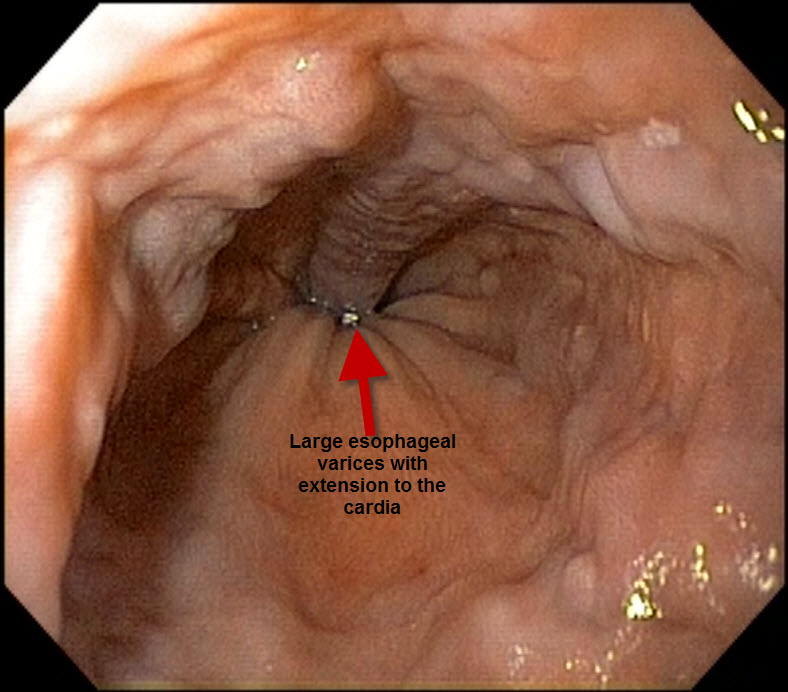 Large esophageal
varices with
extension to the
cardia